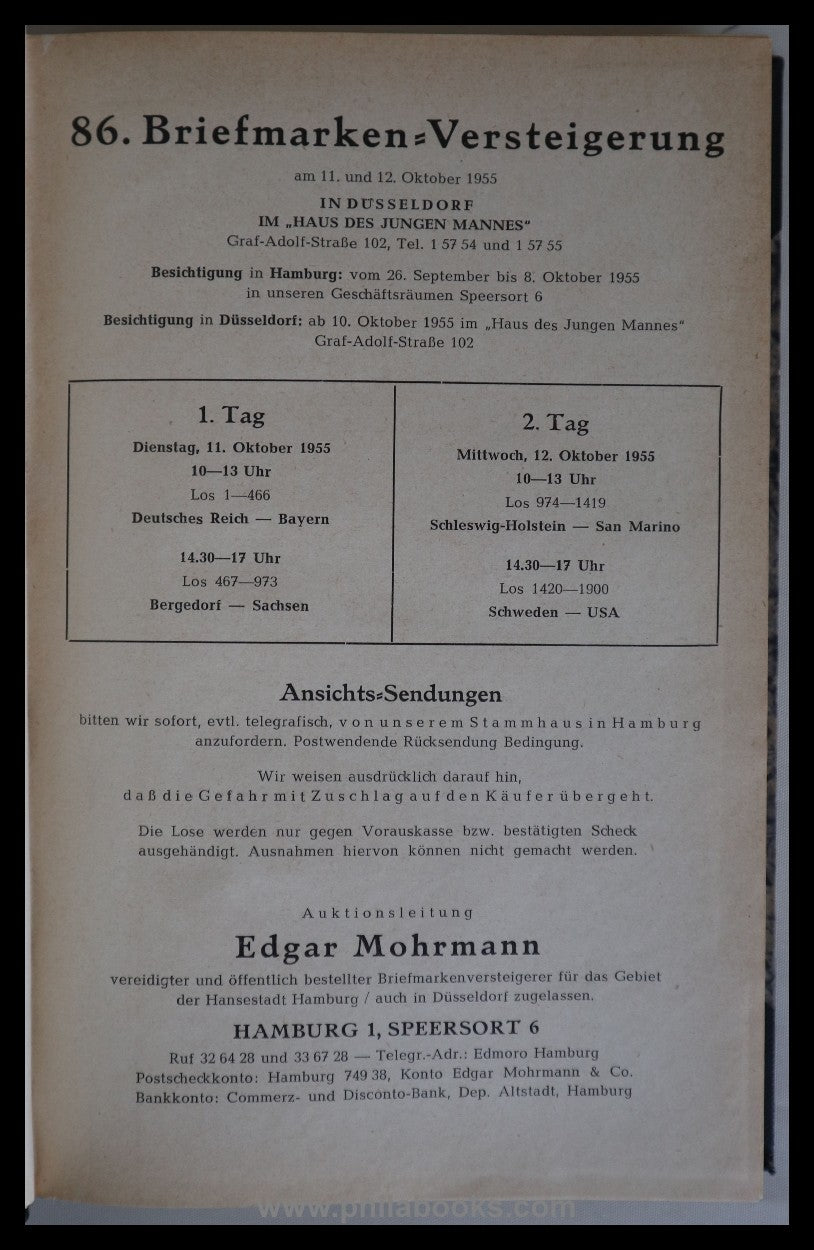 86. Briefmarken-Versteigerung
am 11. und 12. Oktober 1955
IN DÜSSELDORF
IM „HAUS DES JUNGEN MANNES“
Graf-Adolf-Straße 102, Tel. 1 57 54 und 1 57 55
Besichtigung in Hamburg: vom 26. September bis 8. Oktober 1955
in unseren Geschäftsräumen Speersort 6
Besichtigung in Düsseldorf: ab 10. Oktober 1955 im „Haus des Jungen Mannes“
Graf-Adolf-Straße 102
1. Tag
Dienstag, 11. Oktober 1955
10—13 Uhr
Los 1—466
Deutsches Reich — Bayern
14.30—17 Uhr
Los 467—973
Bergedorf — Sachsen
2. Tag
Mittwoch, 12. Oktober 1955
10—13 Uhr
Los 974—1419
Schleswig-Holstein — San Marino
14.30—17 Uhr
Los 1420—1900
Schweden — USA
Ansichts-Sendungen
bitten wir sofort, evtl. telegrafisch, von unserem Stammhaus in Hamburg
anzufordern. Postwendende Rücksendung Bedingung.
Wir weisen ausdrücklich darauf hin,
daß die Gefahr mit Zuschlag auf den Käufer übergeht.
Die Lose werden nur gegen Vorauskasse bzw. bestätigten Scheck
ausgehändigt. Ausnahmen hiervon können nicht gemacht werden.
Auktionsleitung
Edgar Mohrmann
vereidigter und öffentlich bestellter Briefmarkenversteigerer für das Gebiet
der Hansestadt Hamburg / auch in Düsseldorf zugelassen.
HAMBURG 1, SPEERSORT 6
Ruf 32 64 28 und 33 67 28 — Telegr.-Adr.: Edmoro Hamburg
Postscheckkonto: Hamburg 749 38, Konto Edgar Mohrmann & Co.
Bankkonto: Commerz- und Disconto-Bank, Dep. Altstadt, Hamburg
www.philabooks.com